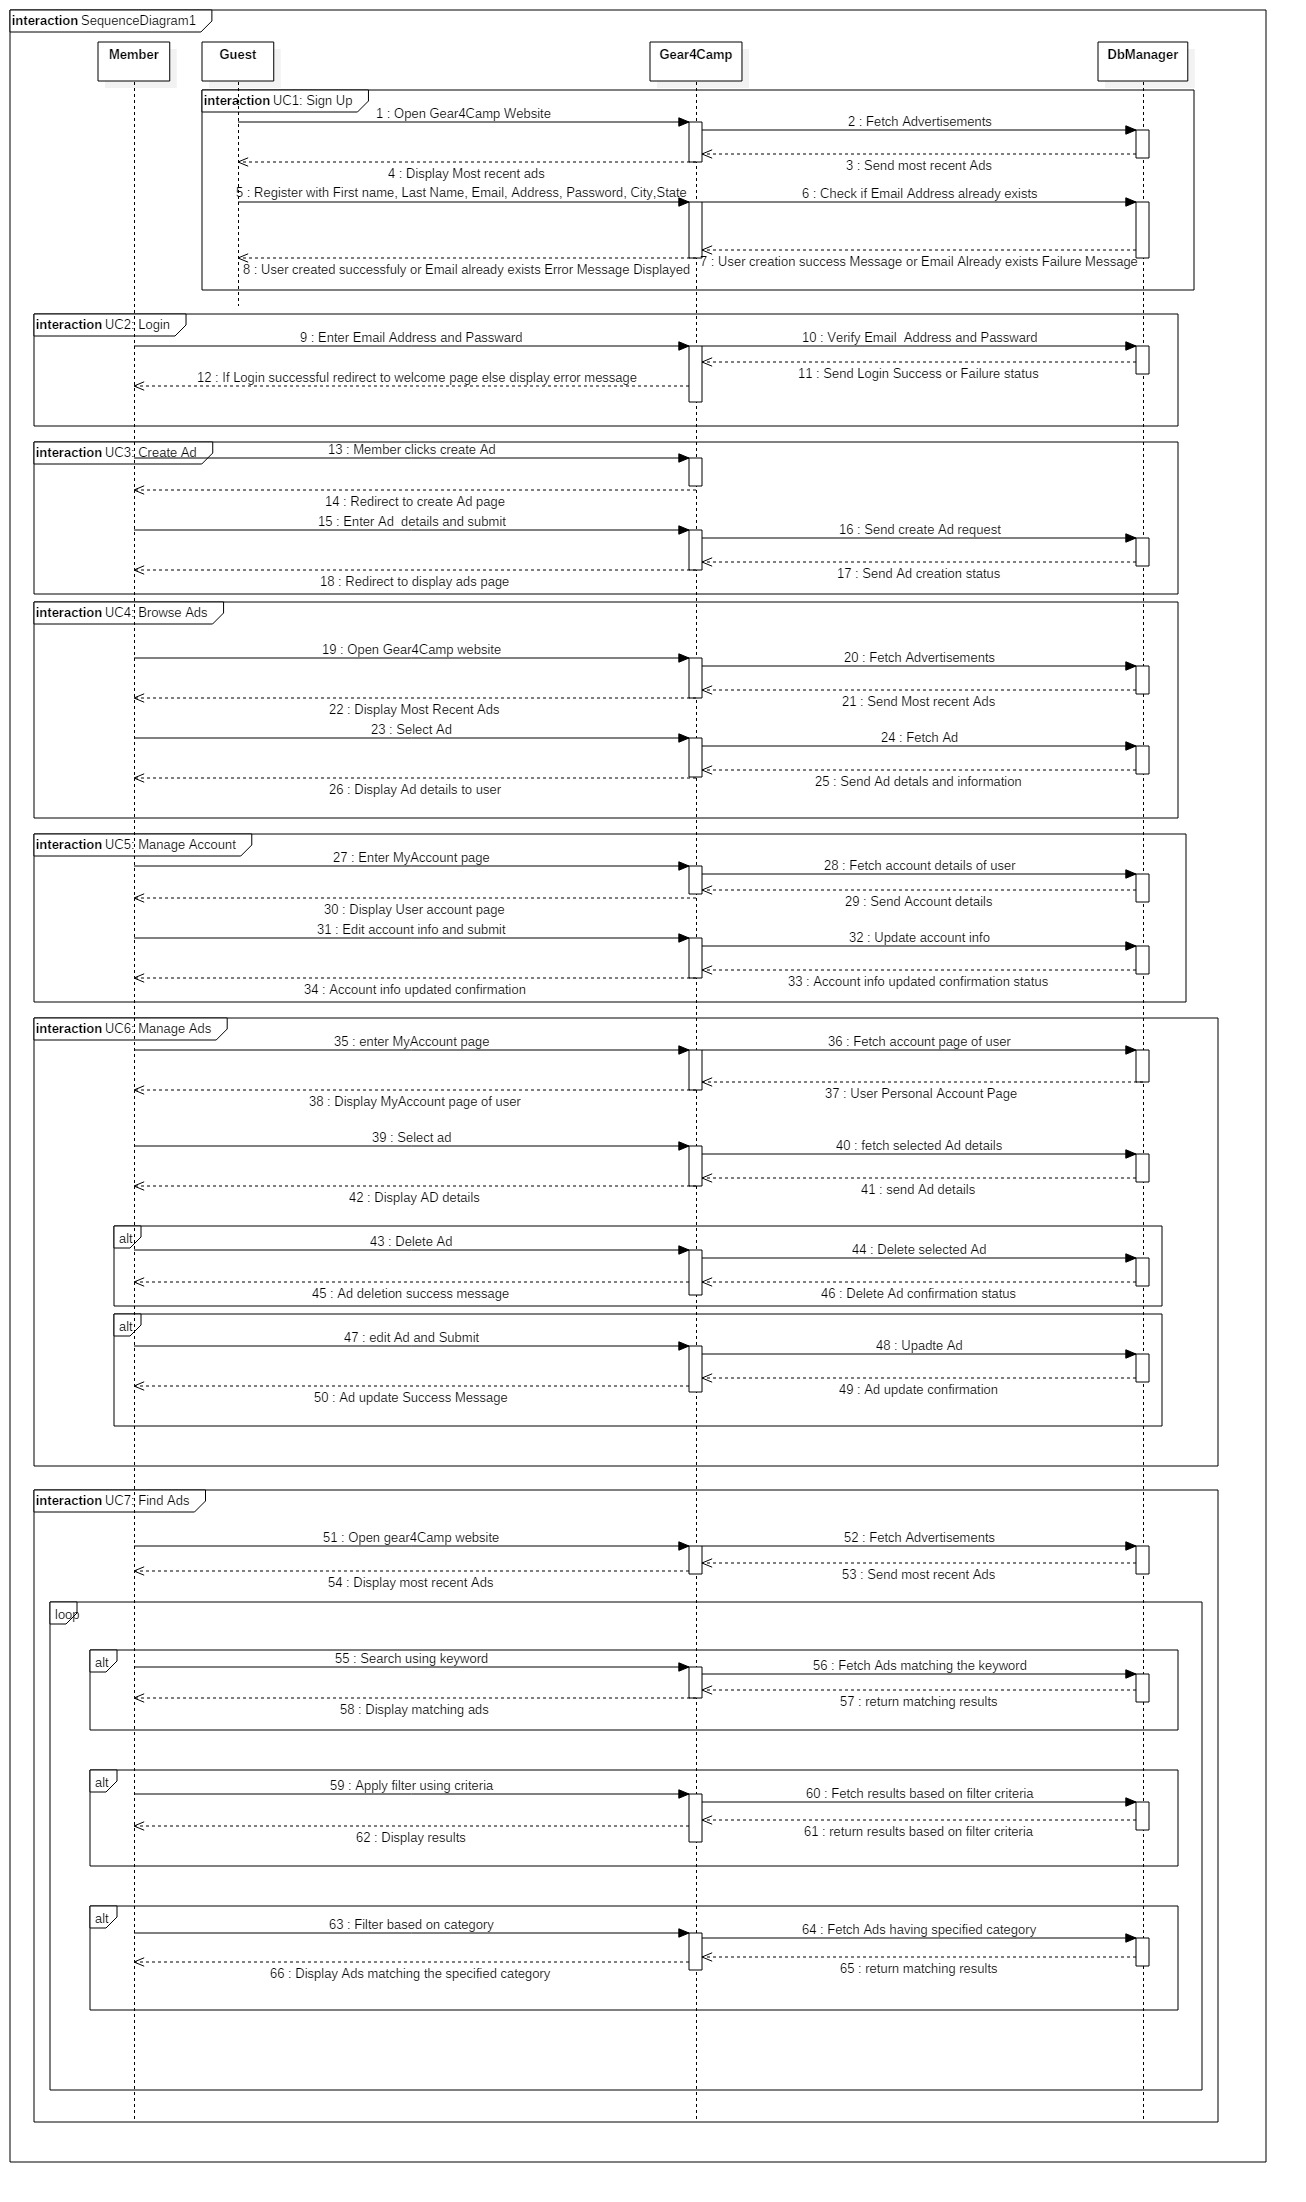 interaction SequenceDiagram1
Member
Guest
Gear4Camp
DbManager
interaction UC1: Sign Up
1 : Open Gear4Camp Website
2 : Fetch Advertisements
3 : Send most recent Ads
4 : Display Most recent ads
5 : Register with First name, Last Name, Email, Address, Password, City,State
6 : Check if Email Address already exists
7 : User creation success Message or Email Already exists Failure Message
8 : User created successfuly or Email already exists Error Message Displayed
interaction UC2: Login
9 : Enter Email Address and Passward
10 : Verify Email  Address and Password
11 : Send Login Success or Failure status
12 : If Login successful redirect to welcome page else display error message
interaction UC3: Create Ad
13 : Member clicks create Ad
14 : Redirect to create Ad page
15 : Enter Ad  details and submit
16 : Send create Ad request
17 : Send Ad creation status
18 : Redirect to display ads page
interaction UC4: Browse Ads
19 : Open Gear4Camp website
20 : Fetch Advertisements
21 : Send Most recent Ads
22 : Display Most Recent Ads
23 : Select Ad
24 : Fetch Ad
25 : Send Ad detals and information
26 : Display Ad details to user
interaction UC5: Manage Account
27 : Enter MyAccount page
28 : Fetch account details of user
29 : Send Account details
30 : Display User account page
31 : Edit account info and submit
32 : Update account info
33 : Account info updated confirmation status
34 : Account info updated confirmation
interaction UC6: Manage Ads
35 : enter MyAccount page
36 : Fetch account page of user
37 : User Personal Account Page
38 : Display MyAccount page of user
39 : Select ad
40 : fetch selected Ad details
41 : send Ad details
42 : Display AD details
alt
43 : Delete Ad
44 : Delete selected Ad
45 : Ad deletion success message
46 : Delete Ad confirmation status
alt
47 : edit Ad and Submit
48 : Upadte Ad
49 : Ad update confirmation
50 : Ad update Success Message
interaction UC7: Find Ads
51 : Open gear4Camp website
52 : Fetch Advertisements
53 : Send most recent Ads
54 : Display most recent Ads
loop
alt
55 : Search using keyword
56 : Fetch Ads matching the keyword
57 : return matching results
58 : Display matching ads
alt
59 : Apply filter using criteria
60 : Fetch results based on filter criteria
61 : return results based on filter criteria
62 : Display results
alt
63 : Filter based on category
64 : Fetch Ads having specified category
65 : return matching results
66 : Display Ads matching the specified category